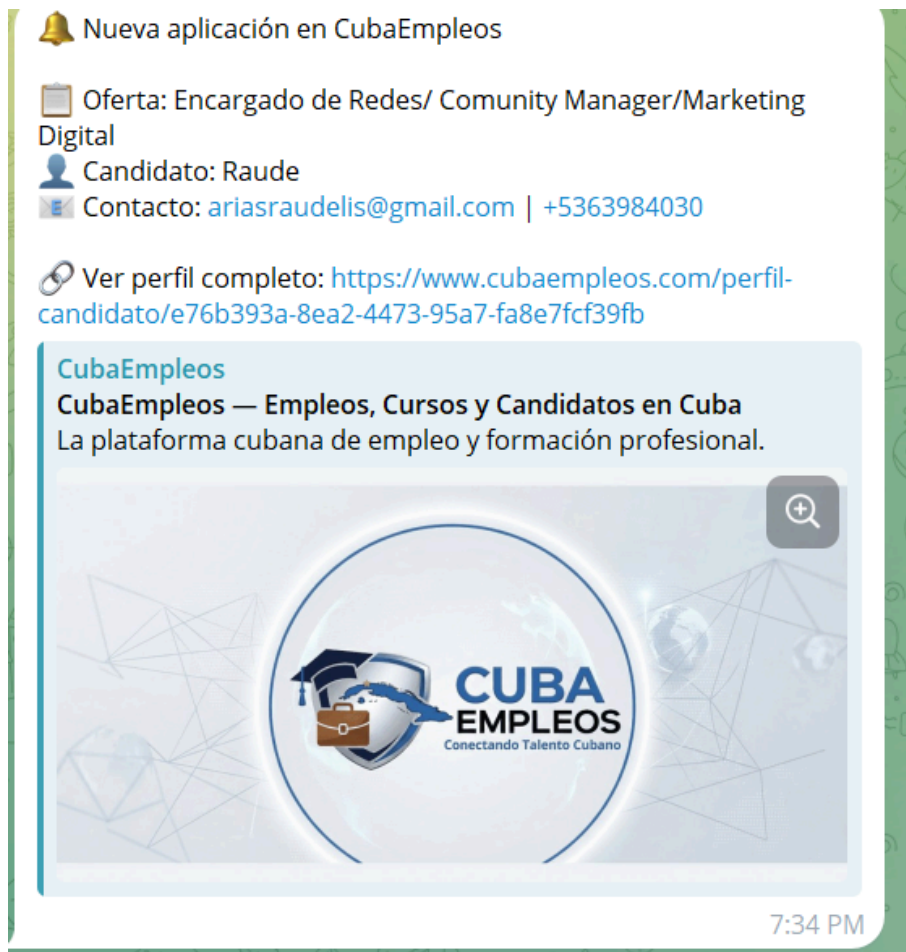 🔔 Nueva aplicación en CubaEmpleos
📋 Oferta: Encargado de Redes/ Comunity Manager/Marketing
Digital
👤 Candidato: Raude
📧 Contacto: ariasraudelis@gmail.com | +5363984030
🔗 Ver perfil completo: https://www.cubaempleos.com/perfil-
candidato/e76b393a-8ea2-4473-95a7-fa8e7fcf39fb
CubaEmpleos
CubaEmpleos — Empleos, Cursos y Candidatos en Cuba
La plataforma cubana de empleo y formación profesional.
CUBA
EMPLEOS
Conectando Talento Cubano
7:34 PM